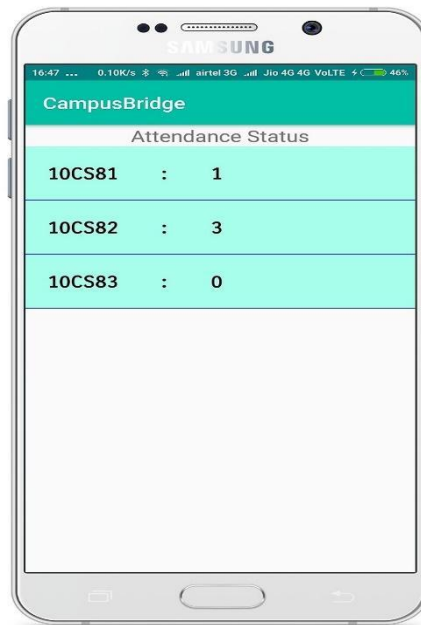 SAMSUNG
16:47 ... 0.10K/s airtel 3G Jio 4G 4G VoLTE 46%
CampusBridge
Attendance Status
10CS81 : 1
10CS82 : 3
10CS83 : 0